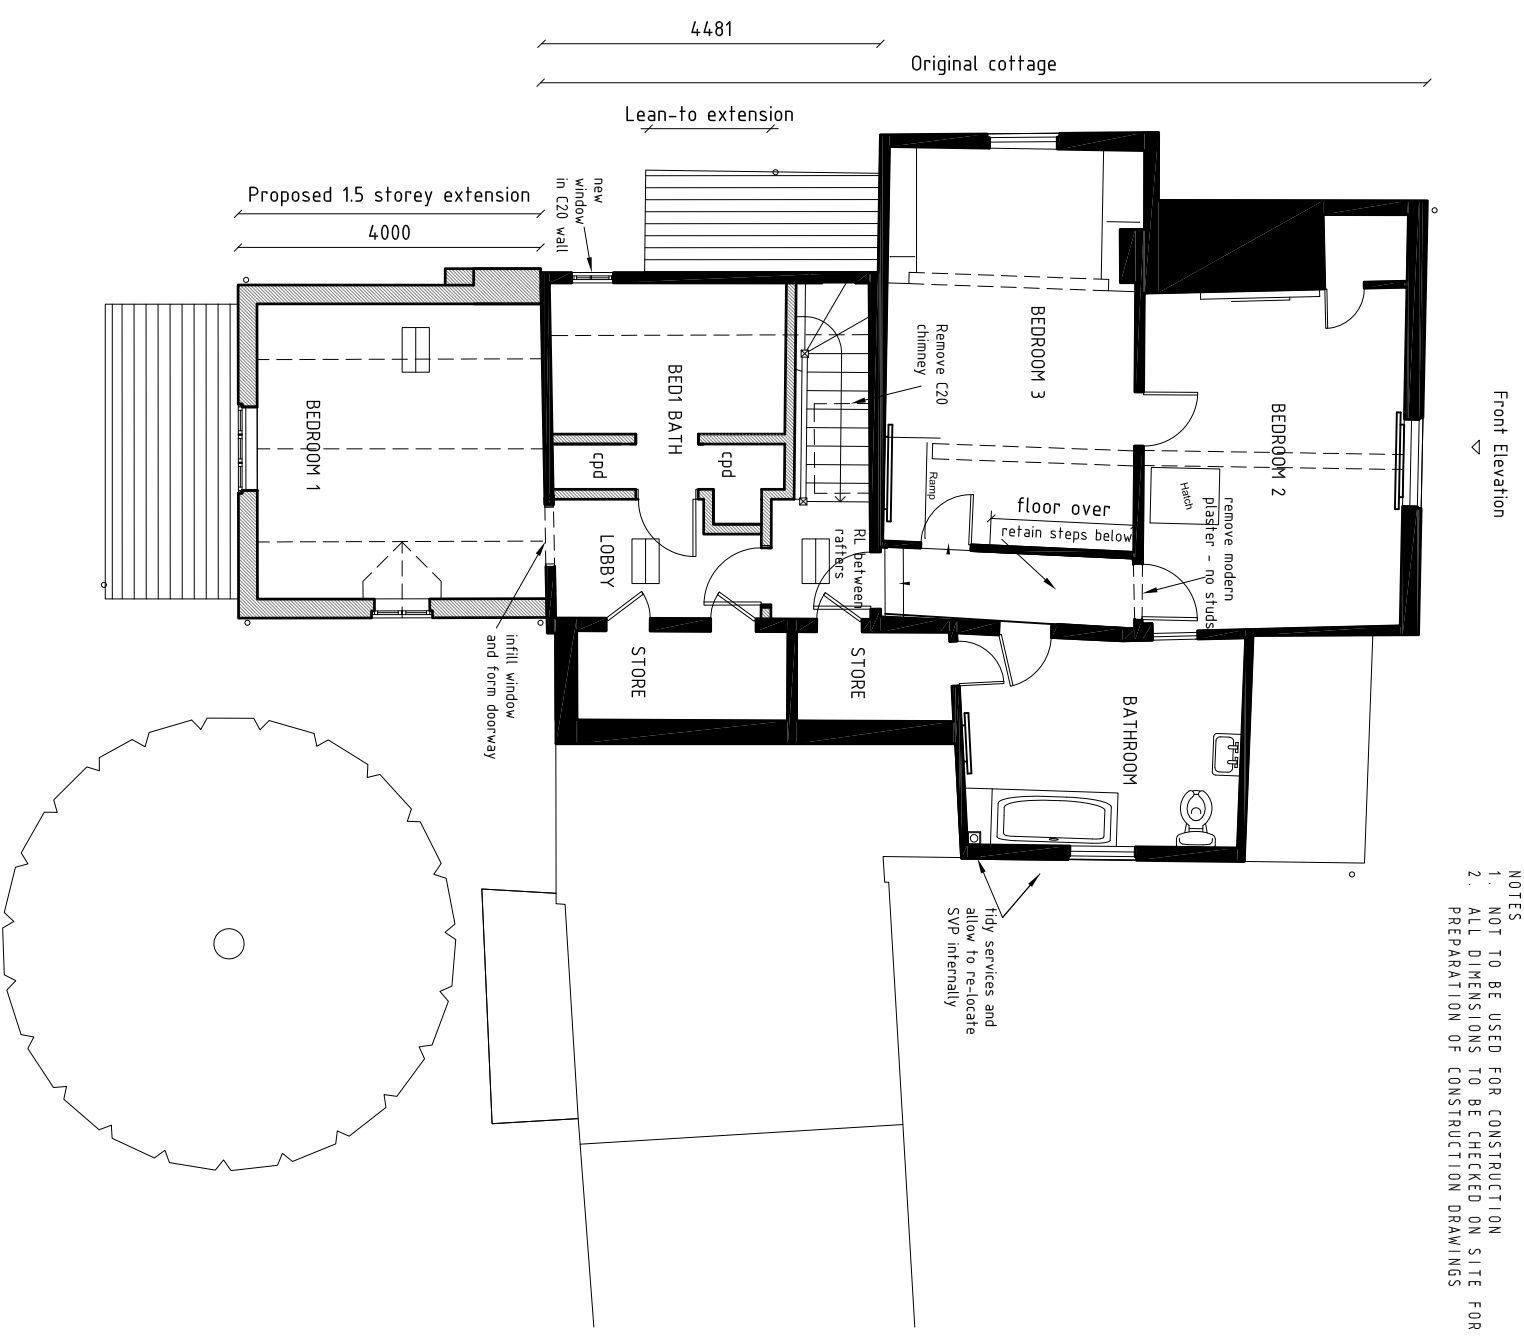 4481
Original cottage
Lean-to extension
Proposed 1.5 storey extension
4000
new
window
in C20 wall
Front Elevation
BEDROOM 1
BED1 BATH
cpd
cpd
LOBBY
Remove C20
chimney
BEDROOM 3
BEDROOM 2
Ramp
Hatch
floor over
retain steps below
remove modern
plaster - no studs
RL between
rafters
infill window
and form doorway
STORE
STORE
BATHROOM
tidy services and
allow to re-locate
SVP internally
NOTES
1. NOT TO BE USED FOR CONSTRUCTION
2. ALL DIMENSIONS TO BE CHECKED ON SITE FOR
PREPARATION OF CONSTRUCTION DRAWINGS